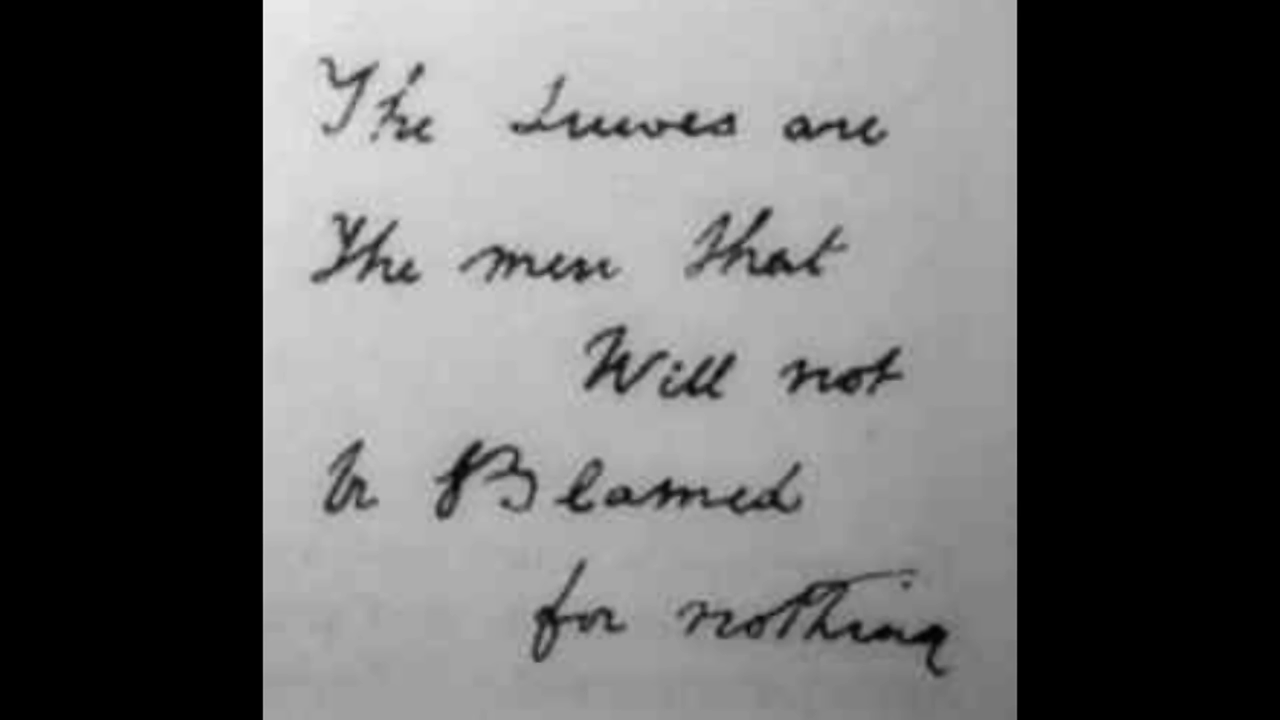 The Juwes are
The men that
Will not
be Blamed
for nothing